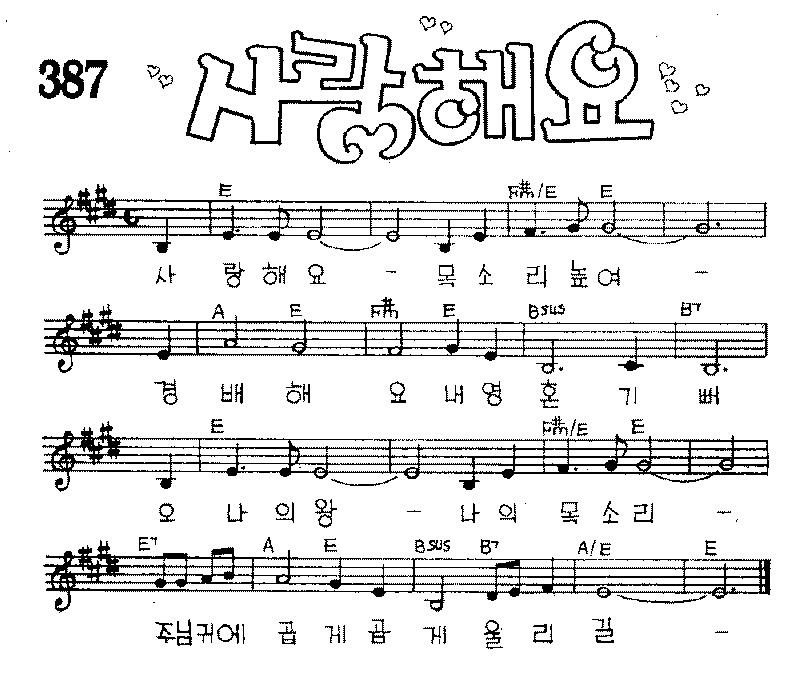 387
사랑해요
E F#m/E E
사 랑 해 요 - 목 소 리 높 여 -
A E F#m E Bsus B7
경 배 해 요 내 영 혼 기 뻐
E F#m/E E
오 나 의 왕 - 나 의 목 소 리 -
E7 A E Bsus B7 A/E E
주님귀에 곱 게 곱 게 울 리 길 -